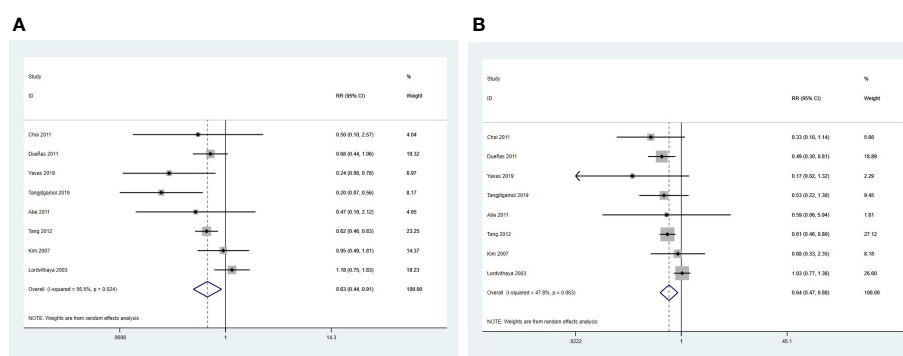 A
Study %
ID RR (95% CI) Weight
Choi 2011 0.50 (0.10, 2.57) 4.04
Dueñas 2011 0.68 (0.44, 1.06) 19.32
Yavas 2019 0.24 (0.08, 0.78) 6.97
Tangjitgamol 2019 0.20 (0.07, 0.56) 8.17
Abe 2011 0.47 (0.10, 2.12) 4.65
Tang 2012 0.62 (0.46, 0.83) 23.25
Kim 2007 0.95 (0.49, 1.81) 14.37
Lordvithaya 2003 1.18 (0.75, 1.83) 19.23
Overall (I-squared = 56.5%, p = 0.024) 0.63 (0.44, 0.91) 100.00
NOTE: Weights are from random effects analysis
.0698 1 14.3
B
Study %
ID RR (95% CI) Weight
Choi 2011 0.33 (0.10, 1.14) 5.66
Dueñas 2011 0.49 (0.30, 0.81) 18.89
Yavas 2019 0.17 (0.02, 1.32) 2.29
Tangjitgamol 2019 0.53 (0.22, 1.30) 9.45
Abe 2011 0.59 (0.06, 5.94) 1.81
Tang 2012 0.61 (0.46, 0.80) 27.12
Kim 2007 0.88 (0.33, 2.35) 8.18
Lordvithaya 2003 1.03 (0.77, 1.38) 26.60
Overall (I-squared = 47.8%, p = 0.063) 0.64 (0.47, 0.88) 100.00
NOTE: Weights are from random effects analysis
.0222 1 45.1